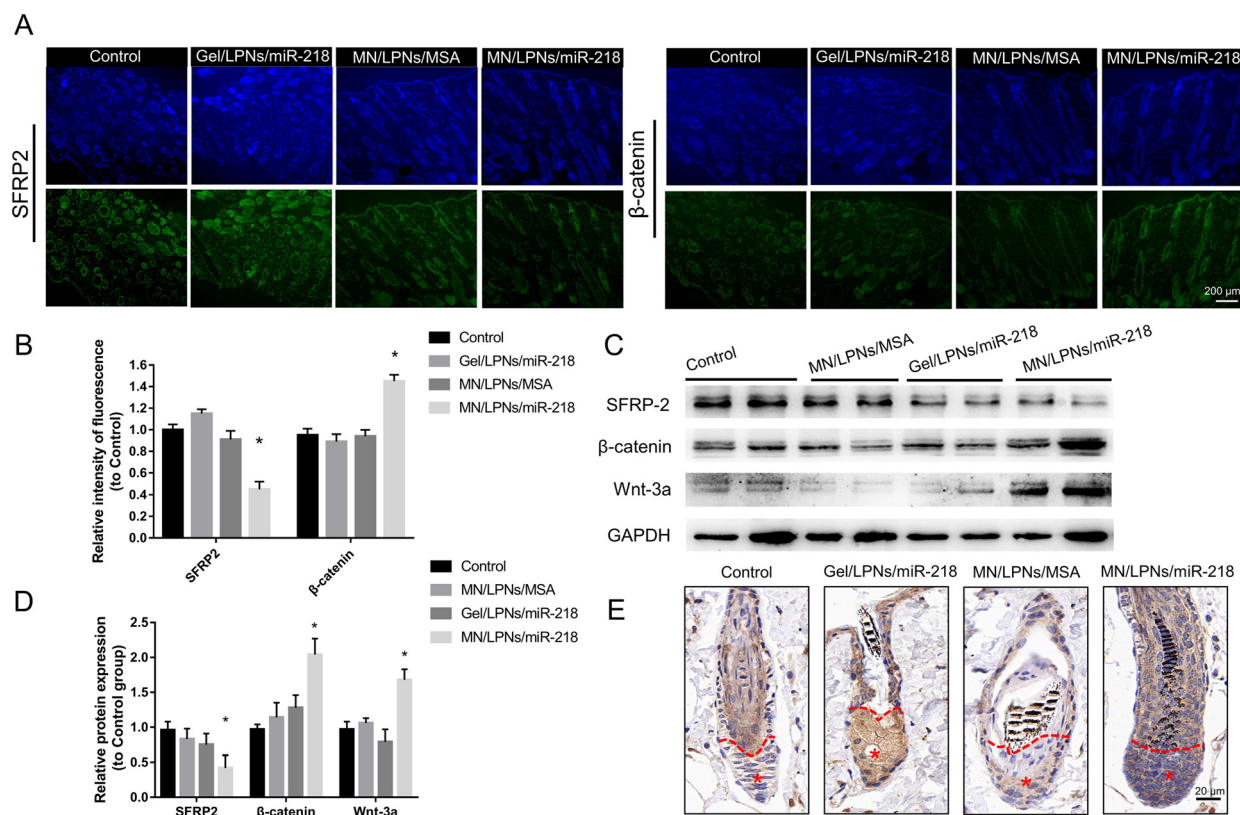 A
Control Gel/LPNs/miR-218 MN/LPNs/MSA MN/LPNs/miR-218
SFRP2
Control Gel/LPNs/miR-218 MN/LPNs/MSA MN/LPNs/miR-218
β-catenin
200 μm
B
Relative intensity of fluorescence
(to Control)
1.6
1.4
1.2
1.0
0.8
0.6
0.4
0.2
0.0
*
*
SFRP2
β-catenin
Control
Gel/LPNs/miR-218
MN/LPNs/MSA
MN/LPNs/miR-218
C
Control MN/LPNs/MSA Gel/LPNs/miR-218 MN/LPNs/miR-218
SFRP-2
β-catenin
Wnt-3a
GAPDH
D
Relative protein expression
(to Control group)
2.5
2.0
1.5
1.0
0.5
0.0
*
*
*
SFRP2
β-catenin
Wnt-3a
Control
MN/LPNs/MSA
Gel/LPNs/miR-218
MN/LPNs/miR-218
E
Control Gel/LPNs/miR-218 MN/LPNs/MSA MN/LPNs/miR-218
* * * *
20 μm